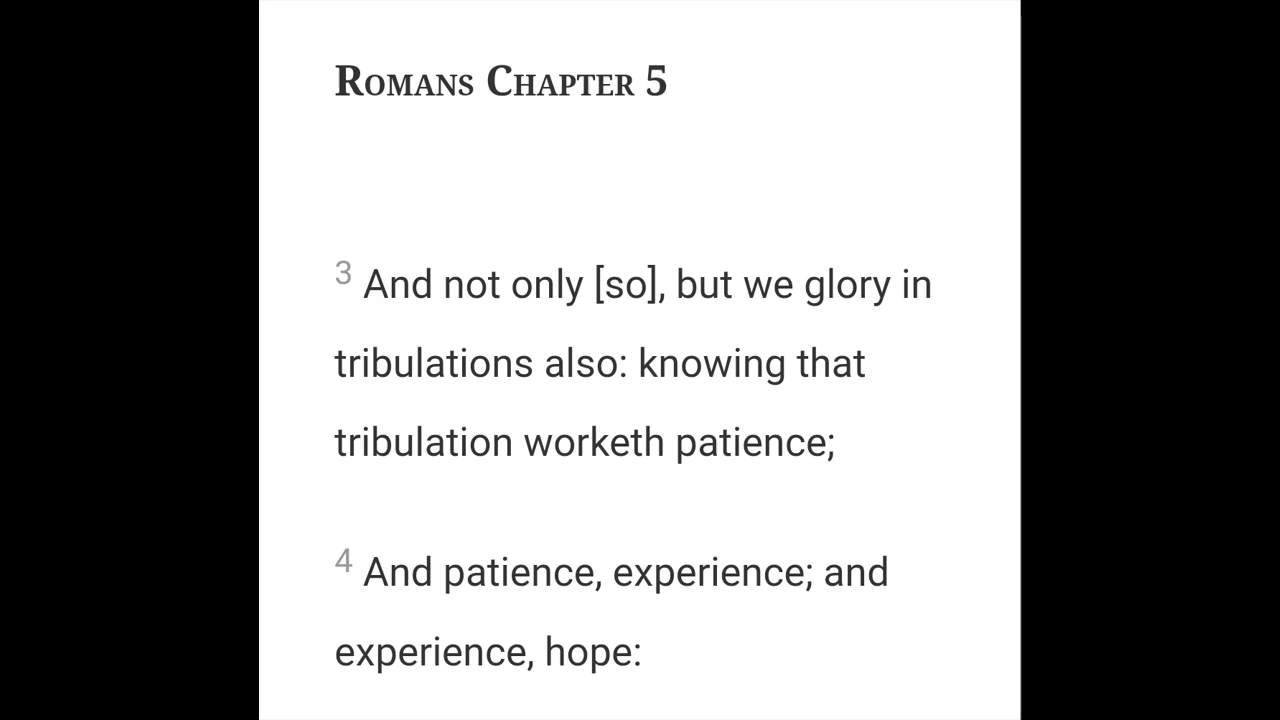 Romans Chapter 5
3 And not only [so], but we glory in
tribulations also: knowing that
tribulation worketh patience;
4 And patience, experience; and
experience, hope: